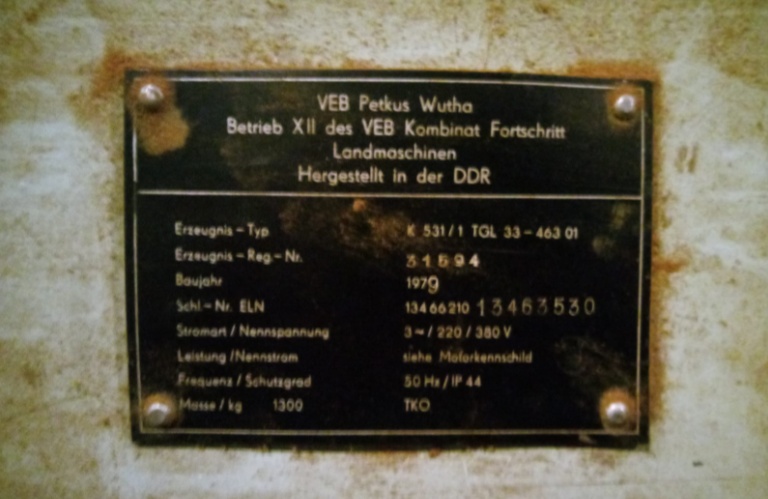 VEB Petkus Wutha
Betrieb XII des VEB Kombinat Fortschritt
Landmaschinen
Hergestellt in der DDR
Erzeugnis-Typ K 531/1 TGL 33-463 01
Erzeugnis-Reg-Nr. 31594
Baujahr 1979
Schl-Nr. ELN 13466210 13463530
Stromart/Nennspannung 3~/220/380 V
Leistung/Nennstrom siehe Motorkennschild
Frequenz/Schutzgrad 50 Hz/IP 44
Masse/kg 1300 TKO